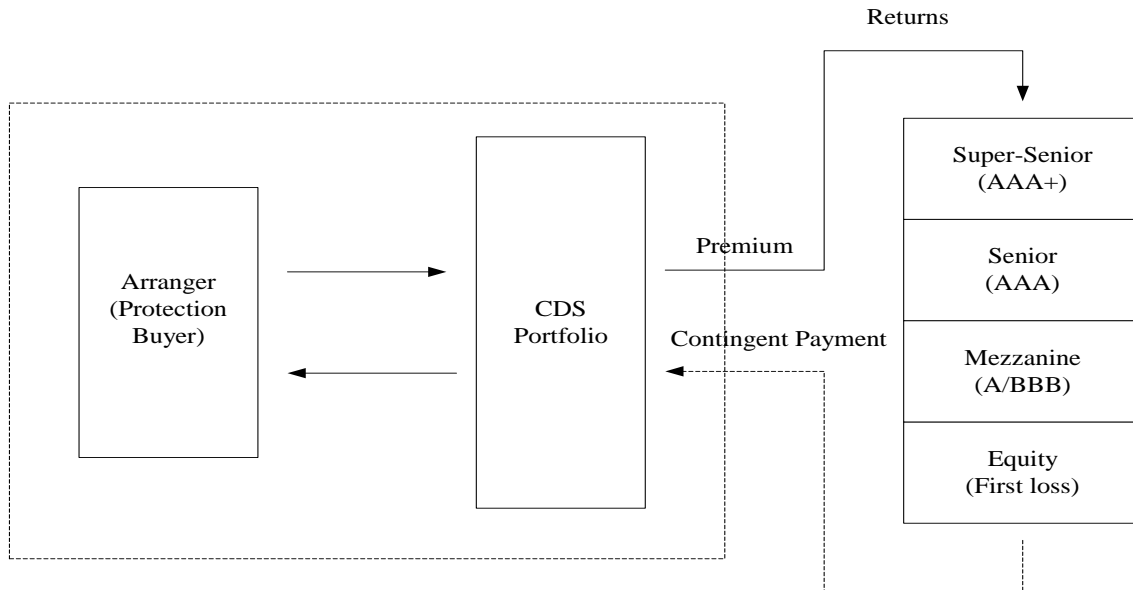 Returns
Super-Senior
(AAA+)
Premium
Senior
(AAA)
Arranger
(Protection
Buyer)
CDS
Portfolio
Contingent Payment
Mezzanine
(A/BBB)
Equity
(First loss)